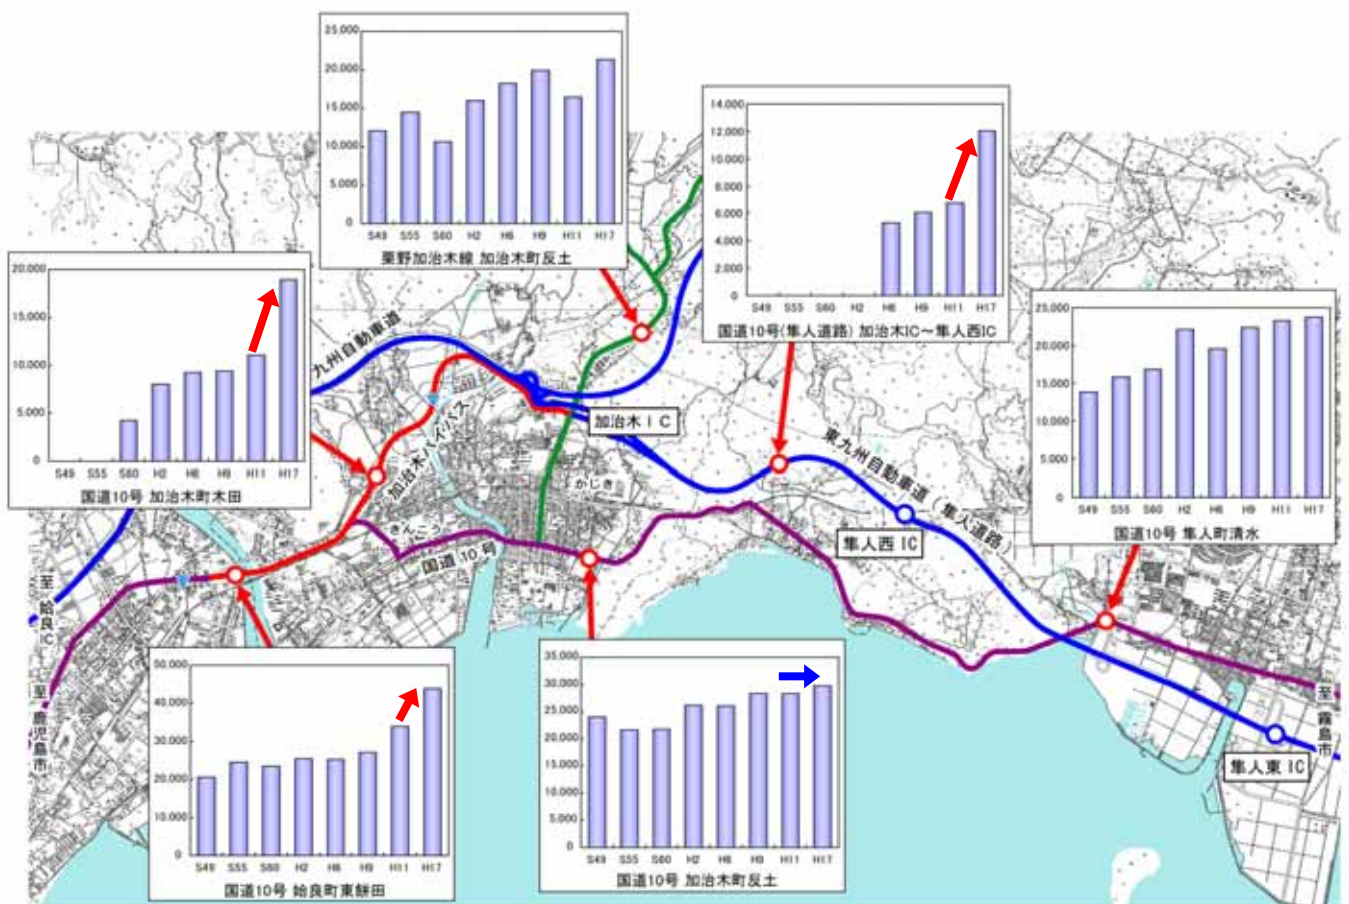 25,000
20,000
15,000
10,000
5,000
0
S49 S55 S60 H2 H6 H9 H11 H17
栗野加治木線 加治木町反土
14,000
12,000
10,000
8,000
6,000
4,000
2,000
0
S49 S55 S60 H2 H6 H9 H11 H17
国道10号(隼人道路) 加治木IC～隼人西IC
20,000
15,000
10,000
5,000
0
S49 S55 S60 H2 H6 H9 H11 H17
国道10号 加治木町木田
25,000
20,000
15,000
10,000
5,000
0
S49 S55 S60 H2 H6 H9 H11 H17
国道10号 隼人町清水
九州自動車道
加治木IC
加治木バイパス
かじき
きんこう
国道10号
東九州自動車道(隼人道路)
隼人西IC
至 姶良IC
至 鹿児島市
至 霧島市
隼人東IC
50,000
40,000
30,000
20,000
10,000
0
S49 S55 S60 H2 H6 H9 H11 H17
国道10号 姶良町東餅田
35,000
30,000
25,000
20,000
15,000
10,000
5,000
0
S49 S55 S60 H2 H6 H9 H11 H17
国道10号 加治木町反土